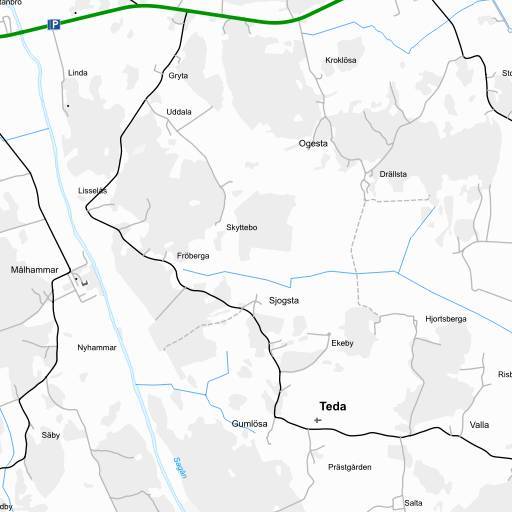 P
Linda
Gryta
Kroklösa
Uddala
Ogesta
Drällsta
Lisselås
Skyttebo
Fröberga
Målhammar
Sjogsta
Hjortsberga
Nyhammar
Ekeby
Teda
Gumlösa
Valla
Säby
Sagån
Prästgården
Salta